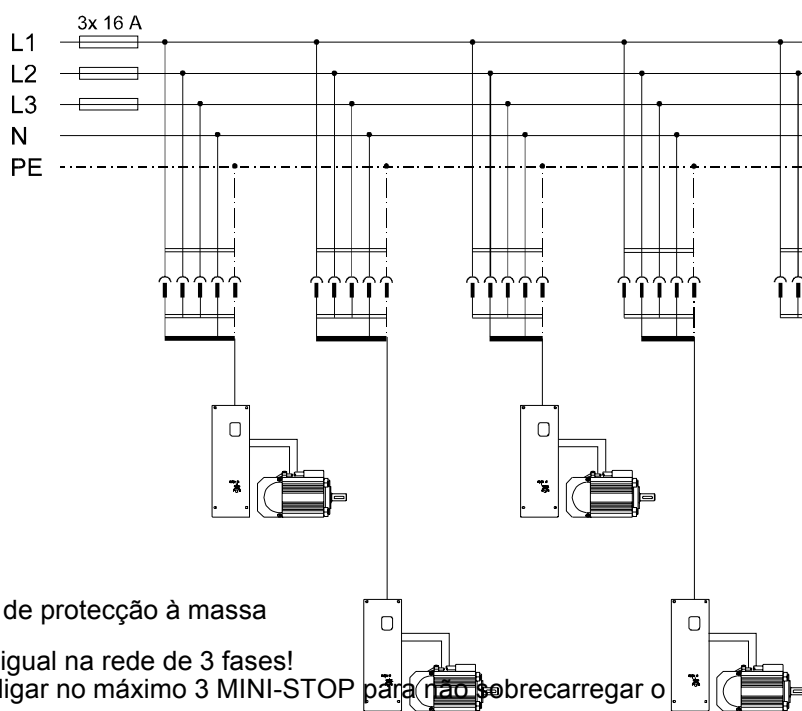 3x 16 A
L1
L2
L3
N
PE
de protecção à massa
igual na rede de 3 fases!
ligar no máximo 3 MINI-STOP para não sobrecarregar o